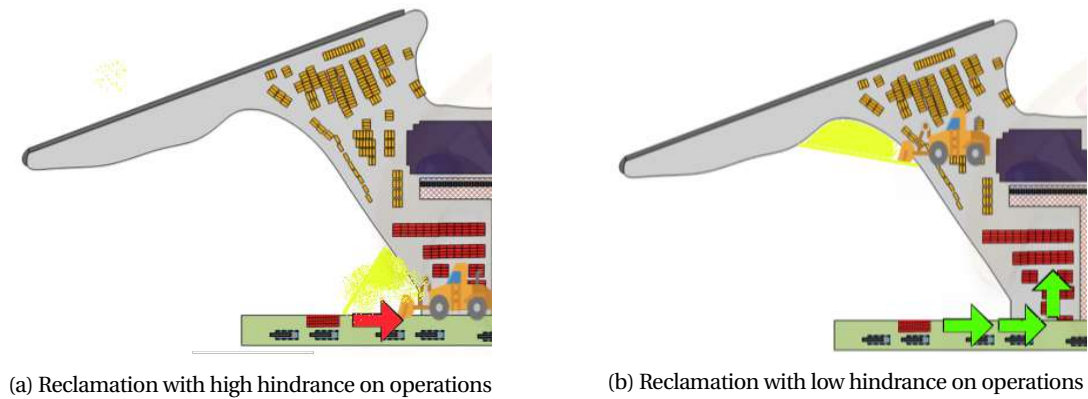 (a) Reclamation with high hindrance on operations
(b) Reclamation with low hindrance on operations